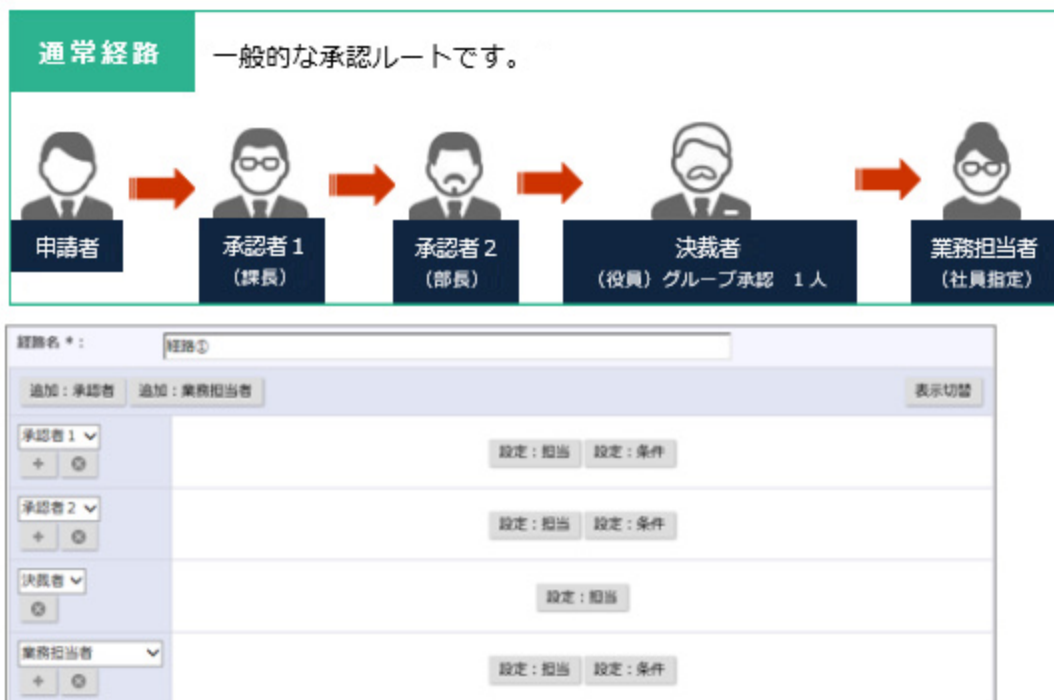 通常経路 一般的な承認ルートです。
申請者 承認者1 承認者2 決裁者 業務担当者
（課長） （部長） （役員）グループ承認 1人 （社員指定）
経路名 *： 経路①
追加：承認者 追加：業務担当者 表示切替
承認者1 設定：担当 設定：条件
承認者2 設定：担当 設定：条件
決裁者 設定：担当
業務担当者 設定：担当 設定：条件